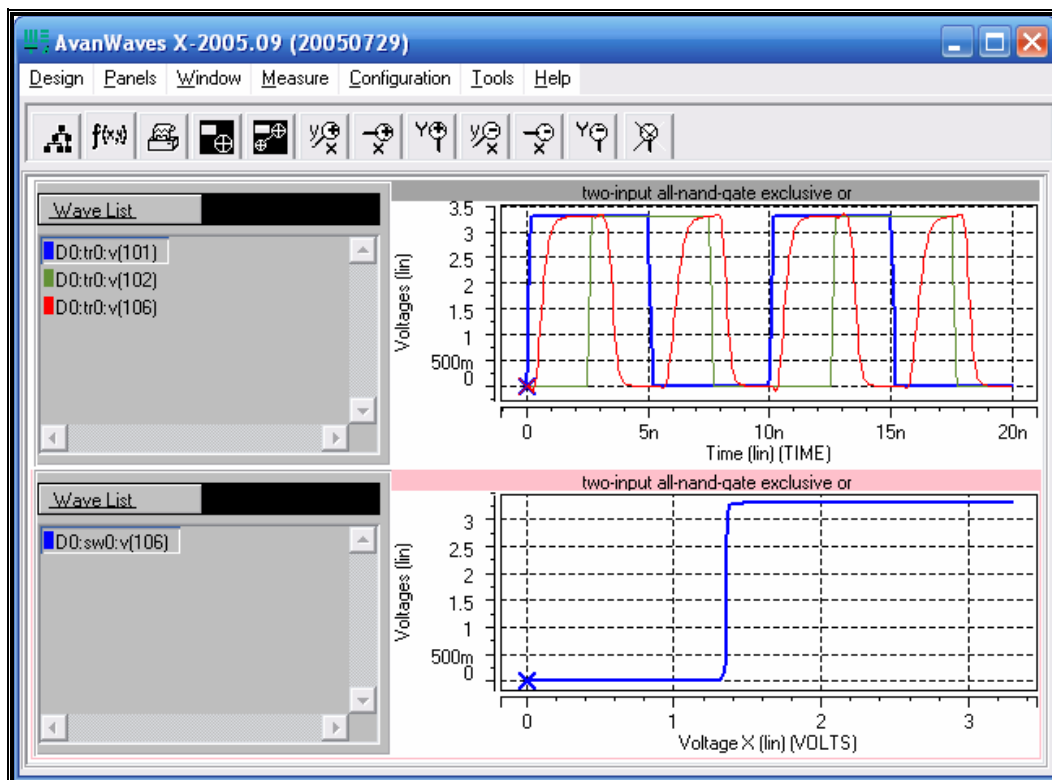 AvanWaves X-2005.09 (20050729)
Design Panels Window Measure Configuration Tools Help
f(x,y) y/x x Y y/x x Y
two-input all-nand-gate exclusive or
Wave List
D0:tr0:v(101)
D0:tr0:v(102)
D0:tr0:v(106)
Voltages (lin)
3.5
3
2.5
2
1.5
1
500m
0
0 5n 10n 15n 20n
Time (lin) (TIME)
two-input all-nand-gate exclusive or
Wave List
D0:sw0:v(106)
Voltages (lin)
3
2.5
2
1.5
1
500m
0
0 1 2 3
Voltage X (lin) (VOLTS)